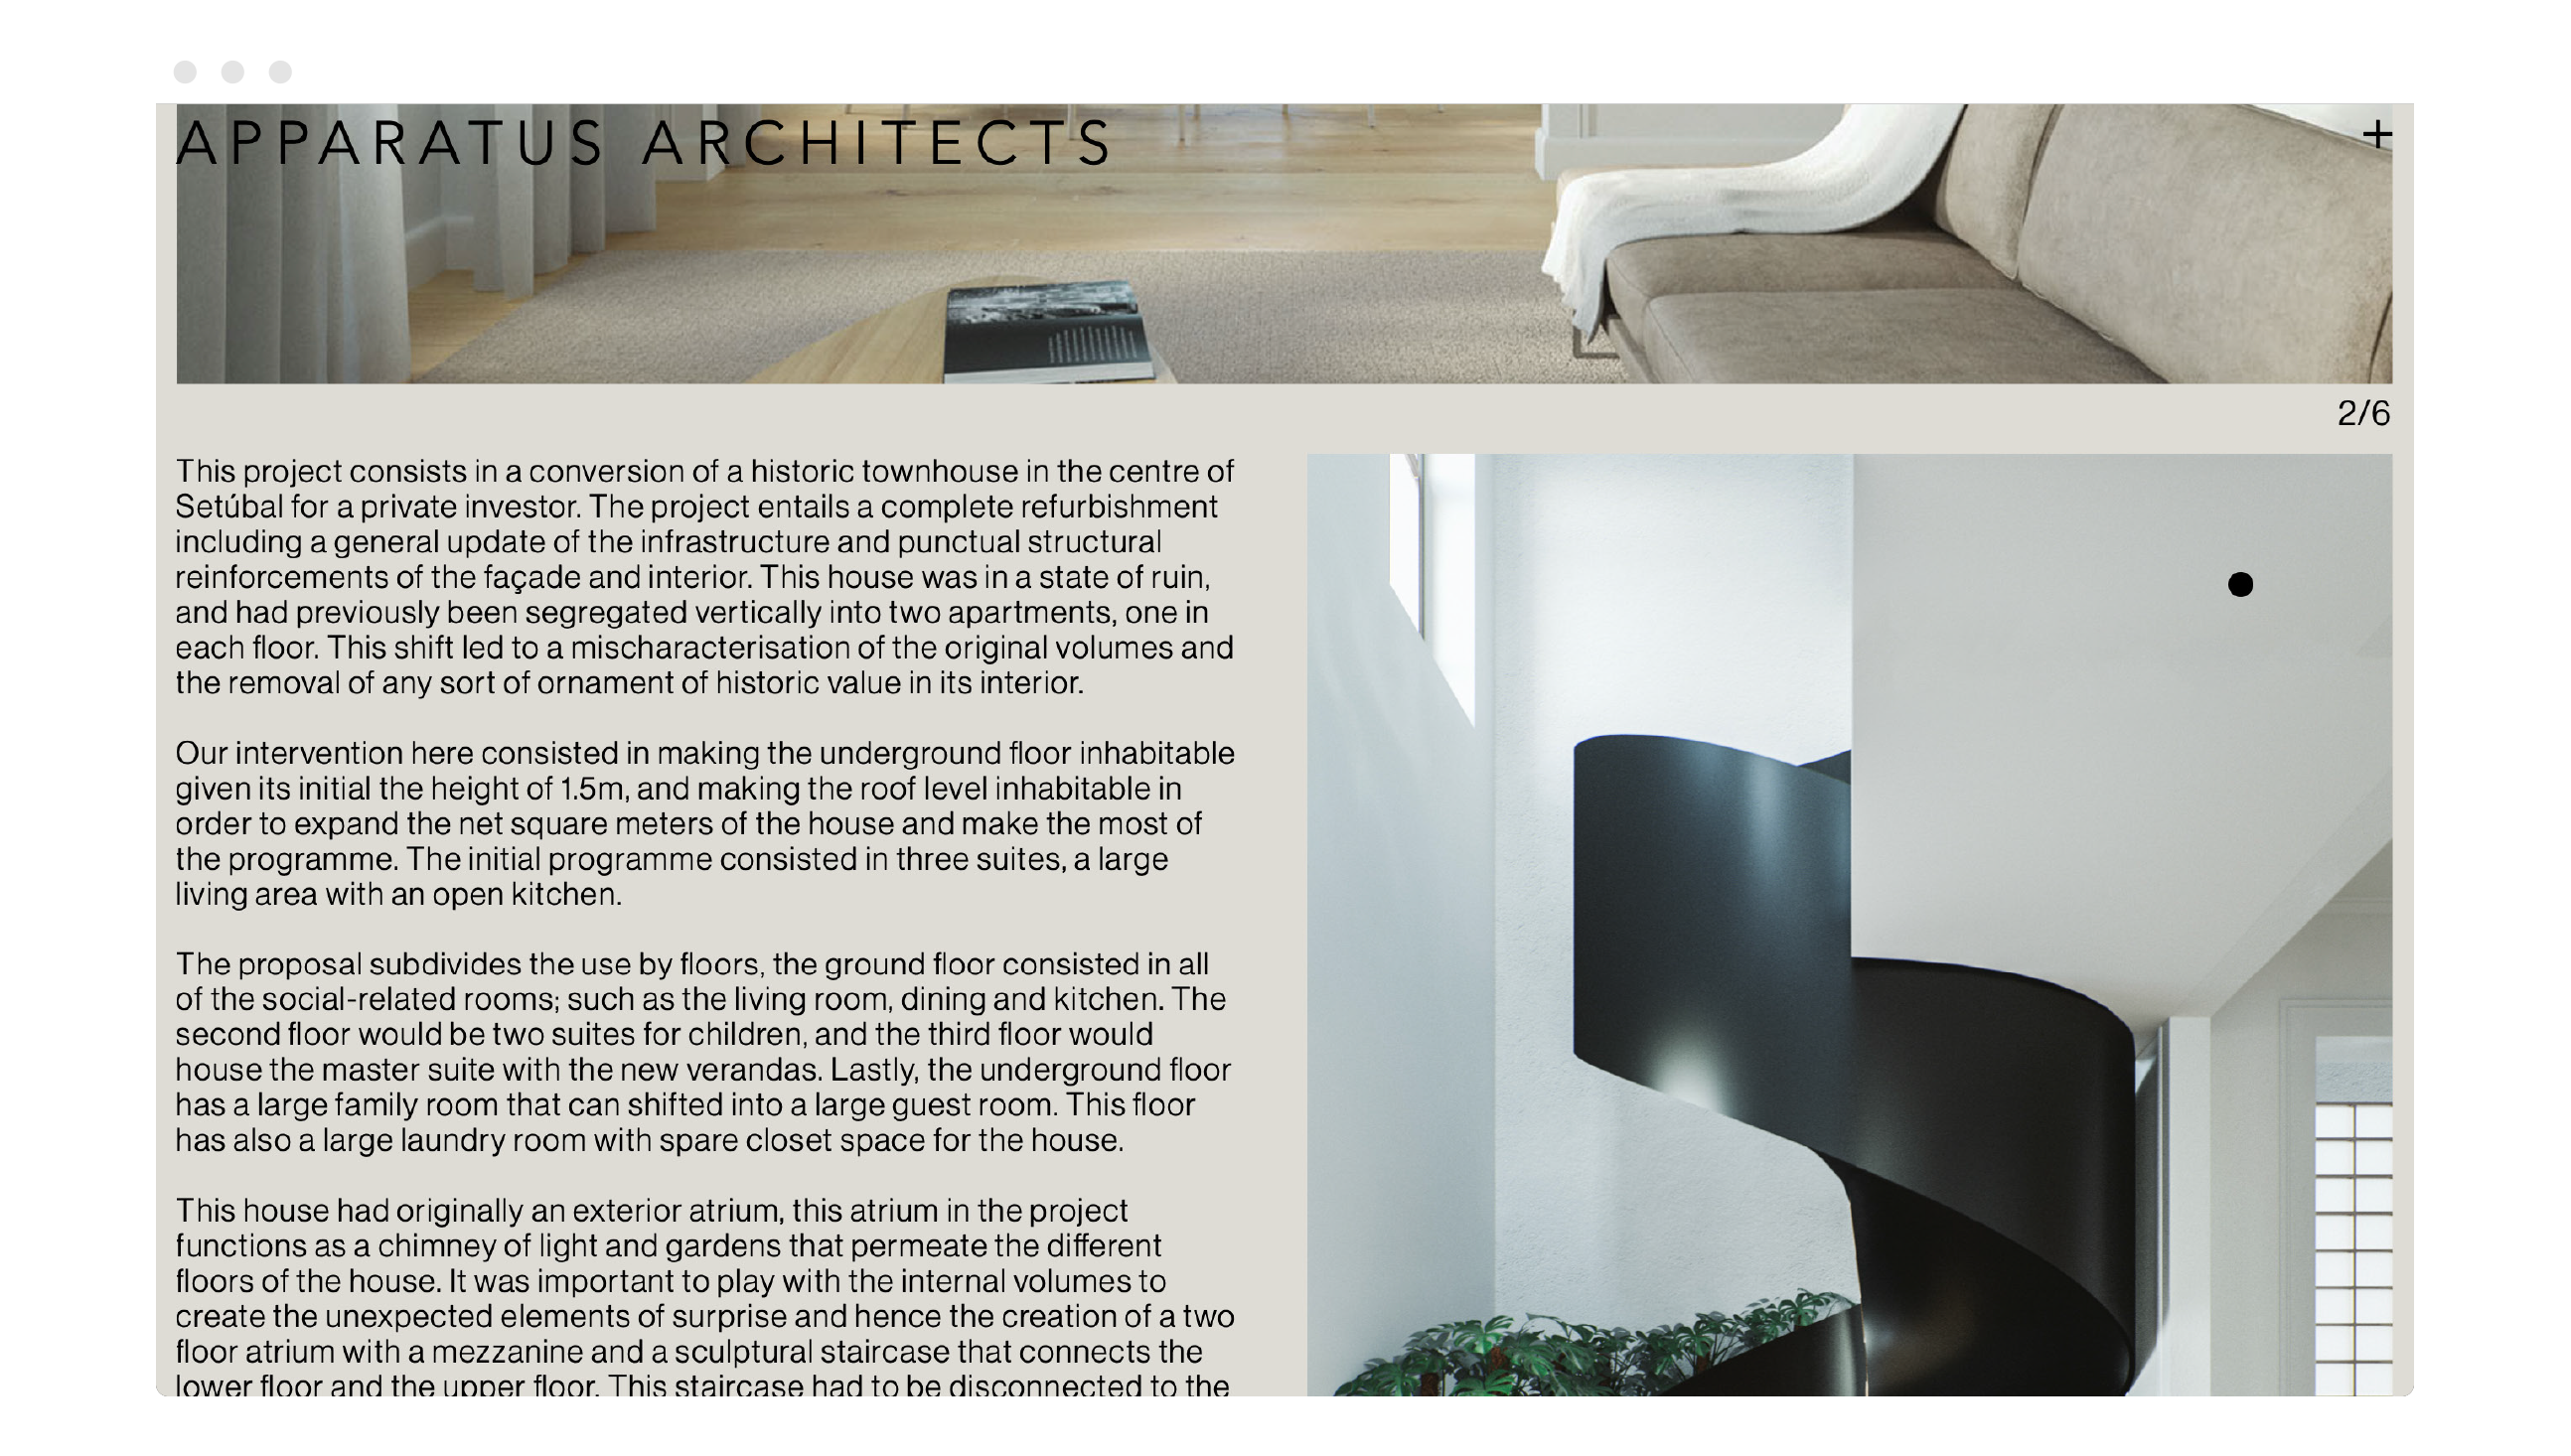 APPARATUS ARCHITECTS
+
2/6
This project consists in a conversion of a historic townhouse in the centre of
Setúbal for a private investor. The project entails a complete refurbishment
including a general update of the infrastructure and punctual structural
reinforcements of the façade and interior. This house was in a state of ruin,
and had previously been segregated vertically into two apartments, one in
each floor. This shift led to a mischaracterisation of the original volumes and
the removal of any sort of ornament of historic value in its interior.
Our intervention here consisted in making the underground floor inhabitable
given its initial the height of 1.5m, and making the roof level inhabitable in
order to expand the net square meters of the house and make the most of
the programme. The initial programme consisted in three suites, a large
living area with an open kitchen.
The proposal subdivides the use by floors, the ground floor consisted in all
of the social-related rooms; such as the living room, dining and kitchen. The
second floor would be two suites for children, and the third floor would
house the master suite with the new verandas. Lastly, the underground floor
has a large family room that can shifted into a large guest room. This floor
has also a large laundry room with spare closet space for the house.
This house had originally an exterior atrium, this atrium in the project
functions as a chimney of light and gardens that permeate the different
floors of the house. It was important to play with the internal volumes to
create the unexpected elements of surprise and hence the creation of a two
floor atrium with a mezzanine and a sculptural staircase that connects the
lower floor and the upper floor. This staircase had to be disconnected to the